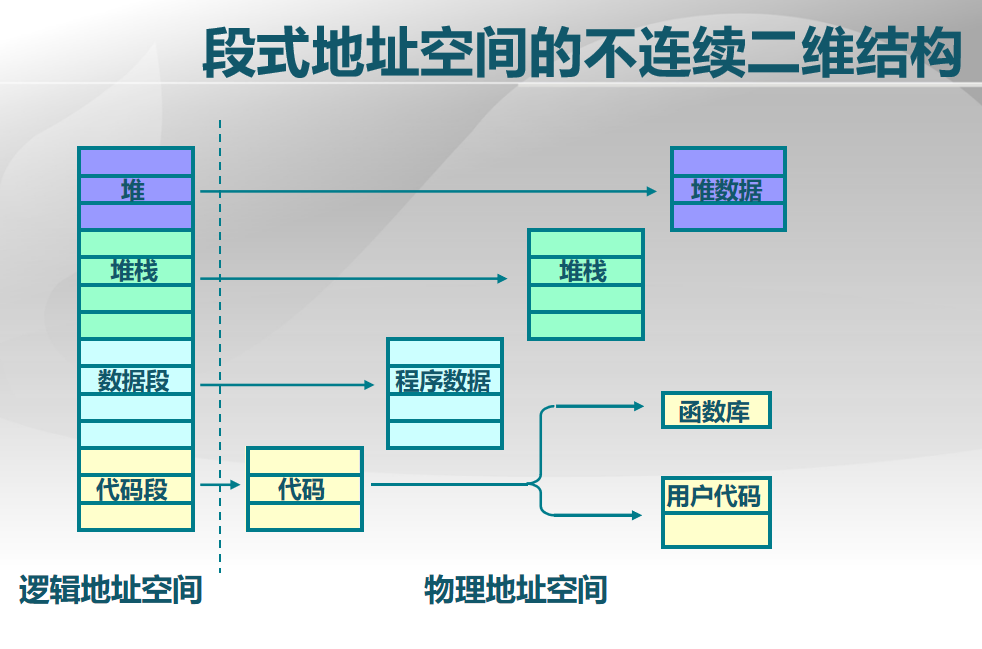 段式地址空间的不连续二维结构
堆
堆数据
堆栈
堆栈
数据段
程序数据
函数库
代码段
代码
用户代码
逻辑地址空间
物理地址空间